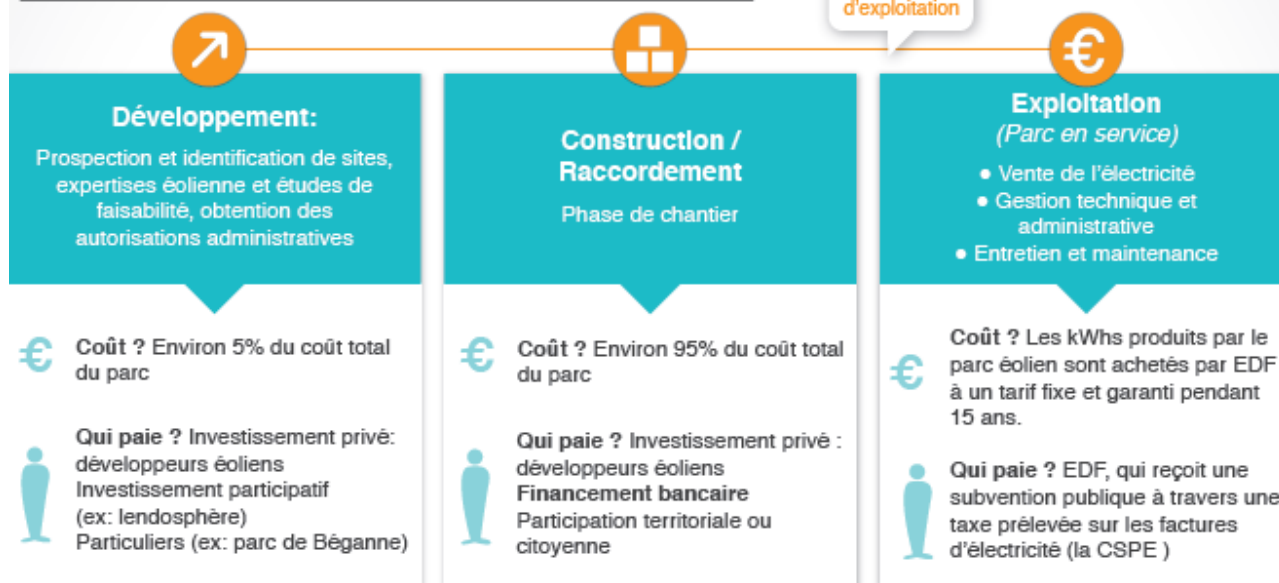 d'exploitation
Développement:
Prospection et identification de sites,
expertises éolienne et études de
faisabilité, obtention des
autorisations administratives
€
Coût ? Environ 5% du coût total
du parc
Qui paie ? Investissement privé:
développeurs éoliens
Investissement participatif
(ex: lendosphère)
Particuliers (ex: parc de Béganne)
Construction /
Raccordement
Phase de chantier
€
Coût ? Environ 95% du coût total
du parc
Qui paie ? Investissement privé :
développeurs éoliens
Financement bancaire
Participation territoriale ou
citoyenne
€
Exploitation
(Parc en service)
● Vente de l'électricité
● Gestion technique et
administrative
● Entretien et maintenance
€
Coût ? Les kWhs produits par le
parc éolien sont achetés par EDF
à un tarif fixe et garanti pendant
15 ans.
Qui paie ? EDF, qui reçoit une
subvention publique à travers une
taxe prélevée sur les factures
d'électricité (la CSPE )